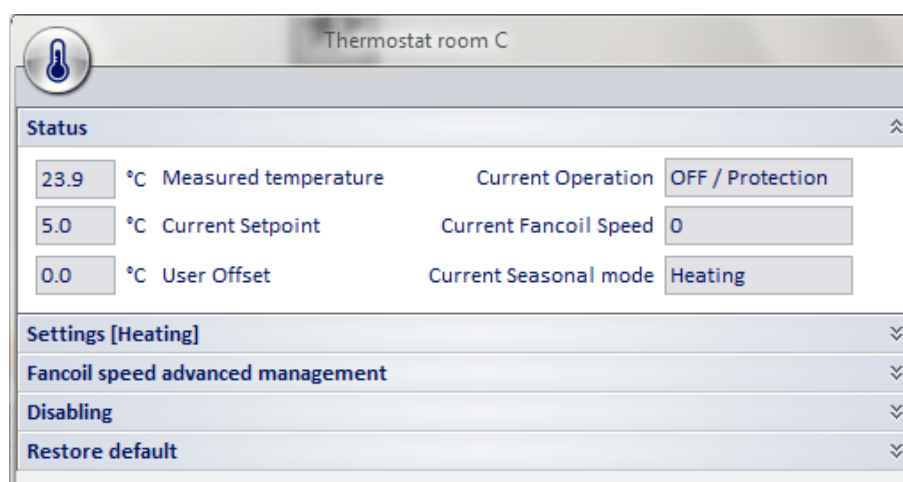 Thermostat room C
Status
23.9 °C Measured temperature Current Operation OFF / Protection
5.0 °C Current Setpoint Current Fancoil Speed 0
0.0 °C User Offset Current Seasonal mode Heating
Settings [Heating]
Fancoil speed advanced management
Disabling
Restore default